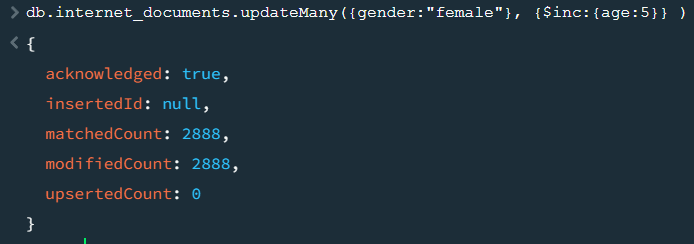 > db.internet_documents.updateMany({gender:"female"}, {$inc:{age:5}} )
< {
acknowledged: true,
insertedId: null,
matchedCount: 2888,
modifiedCount: 2888,
upsertedCount: 0
}